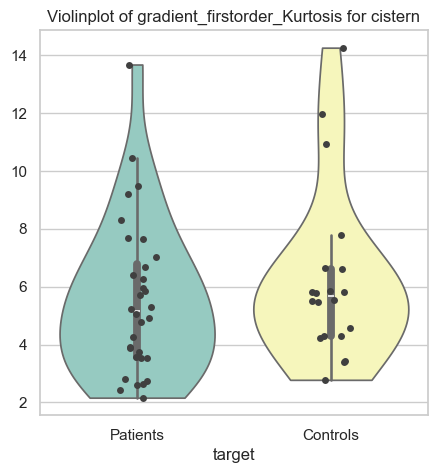 Violinplot of gradient_firstorder_Kurtosis for cistern
14
12
10
8
6
4
2
Patients
Controls
target